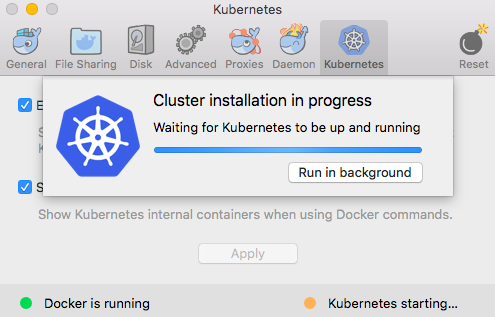 Kubernetes
General File Sharing Disk Advanced Proxies Daemon Kubernetes Reset
Cluster installation in progress
Waiting for Kubernetes to be up and running
Run in background
Show Kubernetes internal containers when using Docker commands.
Apply
Docker is running Kubernetes starting...